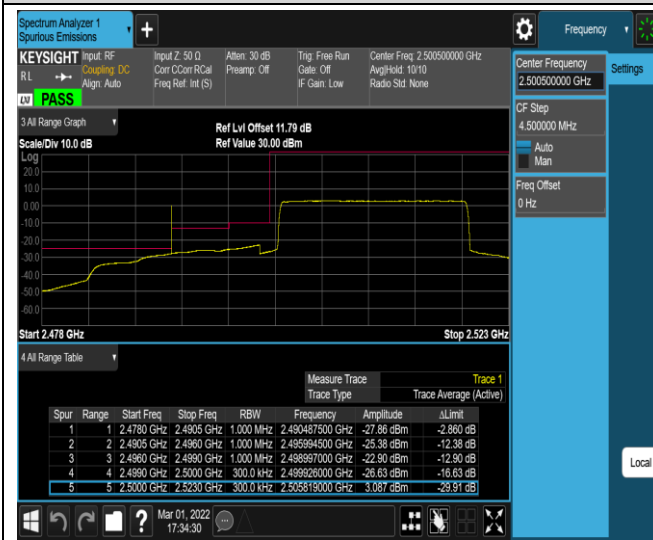 Spectrum Analyzer 1
Spurious Emissions
Frequency
KEYSIGHT
Input: RF
Input Z: 50 Ω
Atten: 30 dB
Trig: Free Run
Center Freq: 2.500500000 GHz
RL
Coupling: DC
Corr CCorr RCal
Preamp: Off
Gate: Off
Avg|Hold: 10/10
Align: Auto
Freq Ref: Int (S)
IF Gain: Low
Radio Std: None
LXI
PASS
Center Frequency
2.500500000 GHz
Settings
CF Step
4.500000 MHz
Auto
Man
Freq Offset
0 Hz
3 All Range Graph
Ref Lvl Offset 11.79 dB
Scale/Div 10.0 dB
Ref Value 30.00 dBm
Log
20.0
10.0
0.00
-10.0
-20.0
-30.0
-40.0
-50.0
-60.0
Start 2.478 GHz
Stop 2.523 GHz
4 All Range Table
Measure Trace Trace 1
Trace Type Trace Average (Active)
Spur Range Start Freq Stop Freq RBW Frequency Amplitude ΔLimit
1 1 2.4780 GHz 2.4905 GHz 1.000 MHz 2.490487500 GHz -27.86 dBm -2.860 dB
2 2 2.4905 GHz 2.4960 GHz 1.000 MHz 2.495994500 GHz -25.38 dBm -12.38 dB
3 3 2.4960 GHz 2.4990 GHz 1.000 MHz 2.498997000 GHz -22.90 dBm -12.90 dB
4 4 2.4990 GHz 2.5000 GHz 300.0 kHz 2.499926000 GHz -26.63 dBm -16.63 dB
5 5 2.5000 GHz 2.5230 GHz 300.0 kHz 2.505819000 GHz 3.087 dBm -29.91 dB
Local
Mar 01, 2022
17:34:30